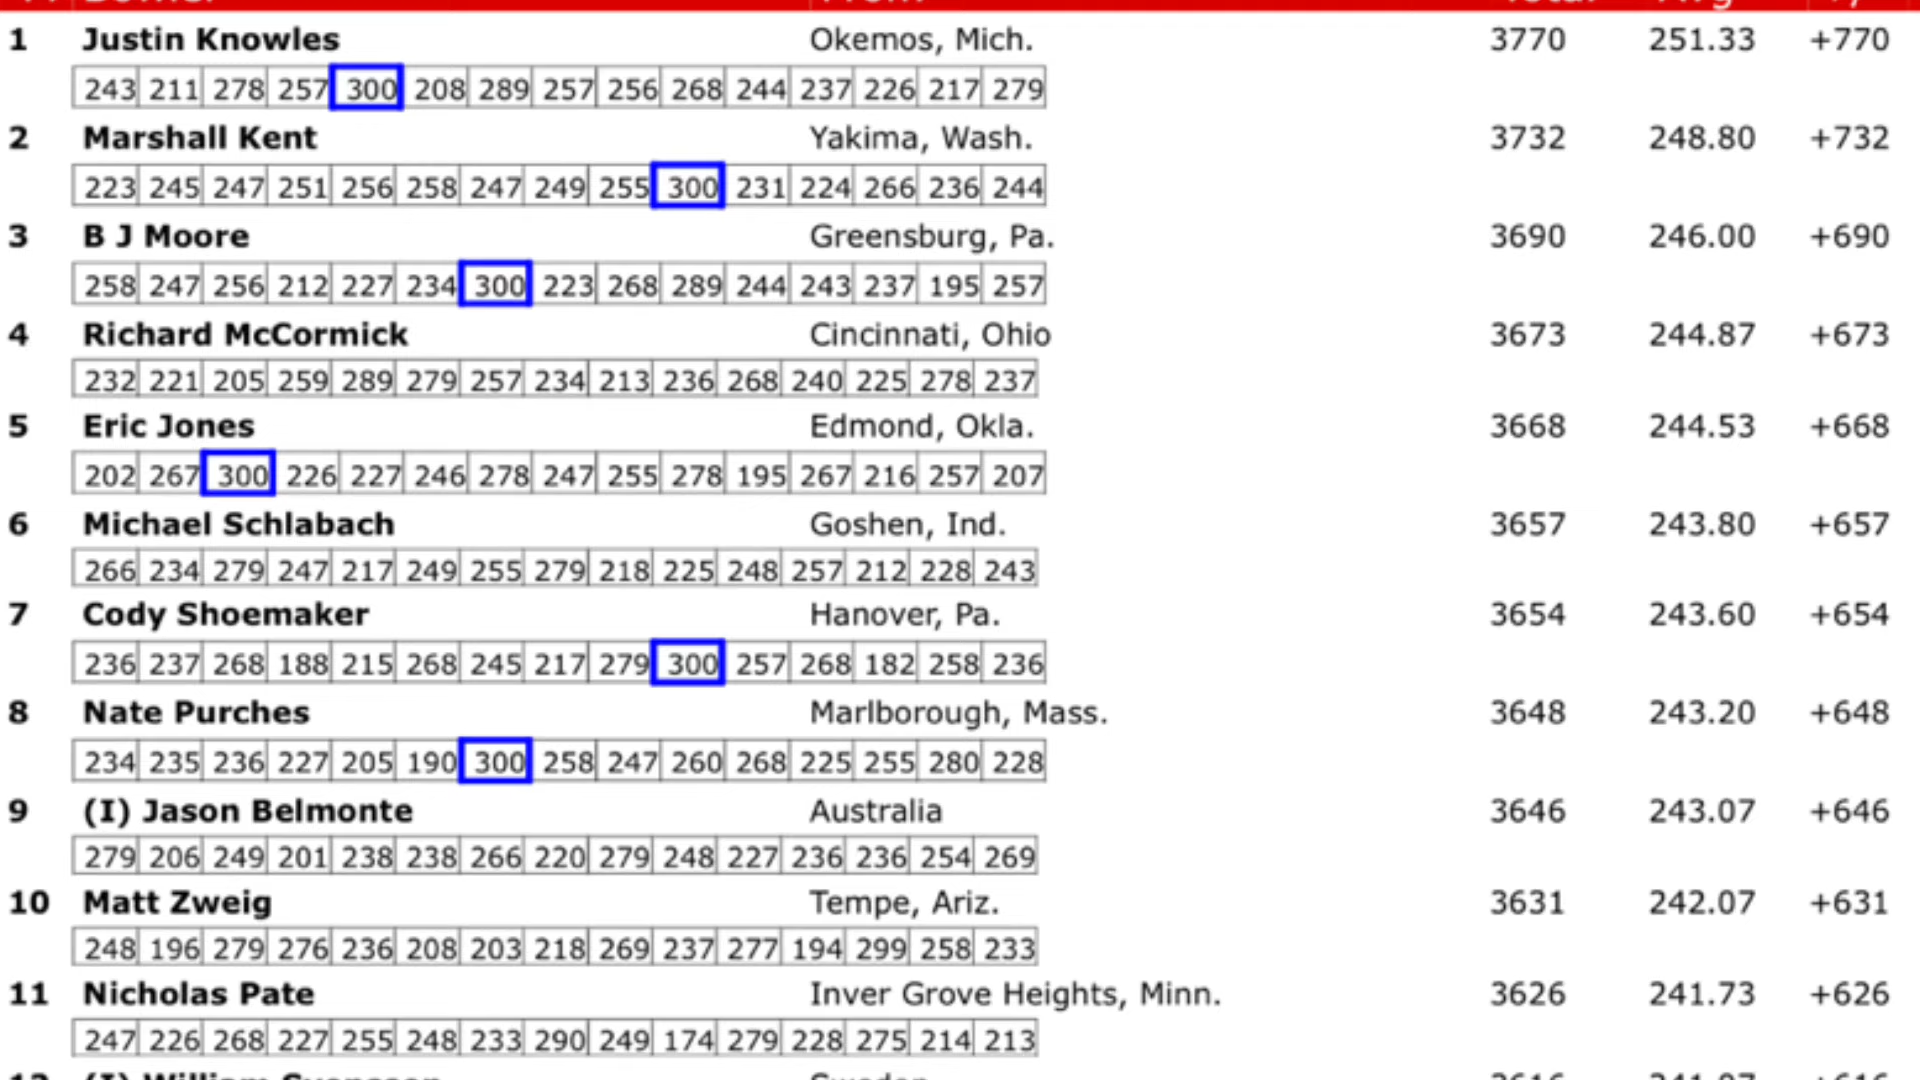 1 Justin Knowles Okemos, Mich. 3770 251.33 +770
243 211 278 257 300 208 289 257 256 268 244 237 226 217 279
2 Marshall Kent Yakima, Wash. 3732 248.80 +732
223 245 247 251 256 258 247 249 255 300 231 224 266 236 244
3 B J Moore Greensburg, Pa. 3690 246.00 +690
258 247 256 212 227 234 300 223 268 289 244 243 237 195 257
4 Richard McCormick Cincinnati, Ohio 3673 244.87 +673
232 221 205 259 289 279 257 234 213 236 268 240 225 278 237
5 Eric Jones Edmond, Okla. 3668 244.53 +668
202 267 300 226 227 246 278 247 255 278 195 267 216 257 207
6 Michael Schlabach Goshen, Ind. 3657 243.80 +657
266 234 279 247 217 249 255 279 218 225 248 257 212 228 243
7 Cody Shoemaker Hanover, Pa. 3654 243.60 +654
236 237 268 188 215 268 245 217 279 300 257 268 182 258 236
8 Nate Purches Marlborough, Mass. 3648 243.20 +648
234 235 236 227 205 190 300 258 247 260 268 225 255 280 228
9 (I) Jason Belmonte Australia 3646 243.07 +646
279 206 249 201 238 238 266 220 279 248 227 236 236 254 269
10 Matt Zweig Tempe, Ariz. 3631 242.07 +631
248 196 279 276 236 208 203 218 269 237 277 194 299 258 233
11 Nicholas Pate Inver Grove Heights, Minn. 3626 241.73 +626
247 226 268 227 255 248 233 290 249 174 279 228 275 214 213